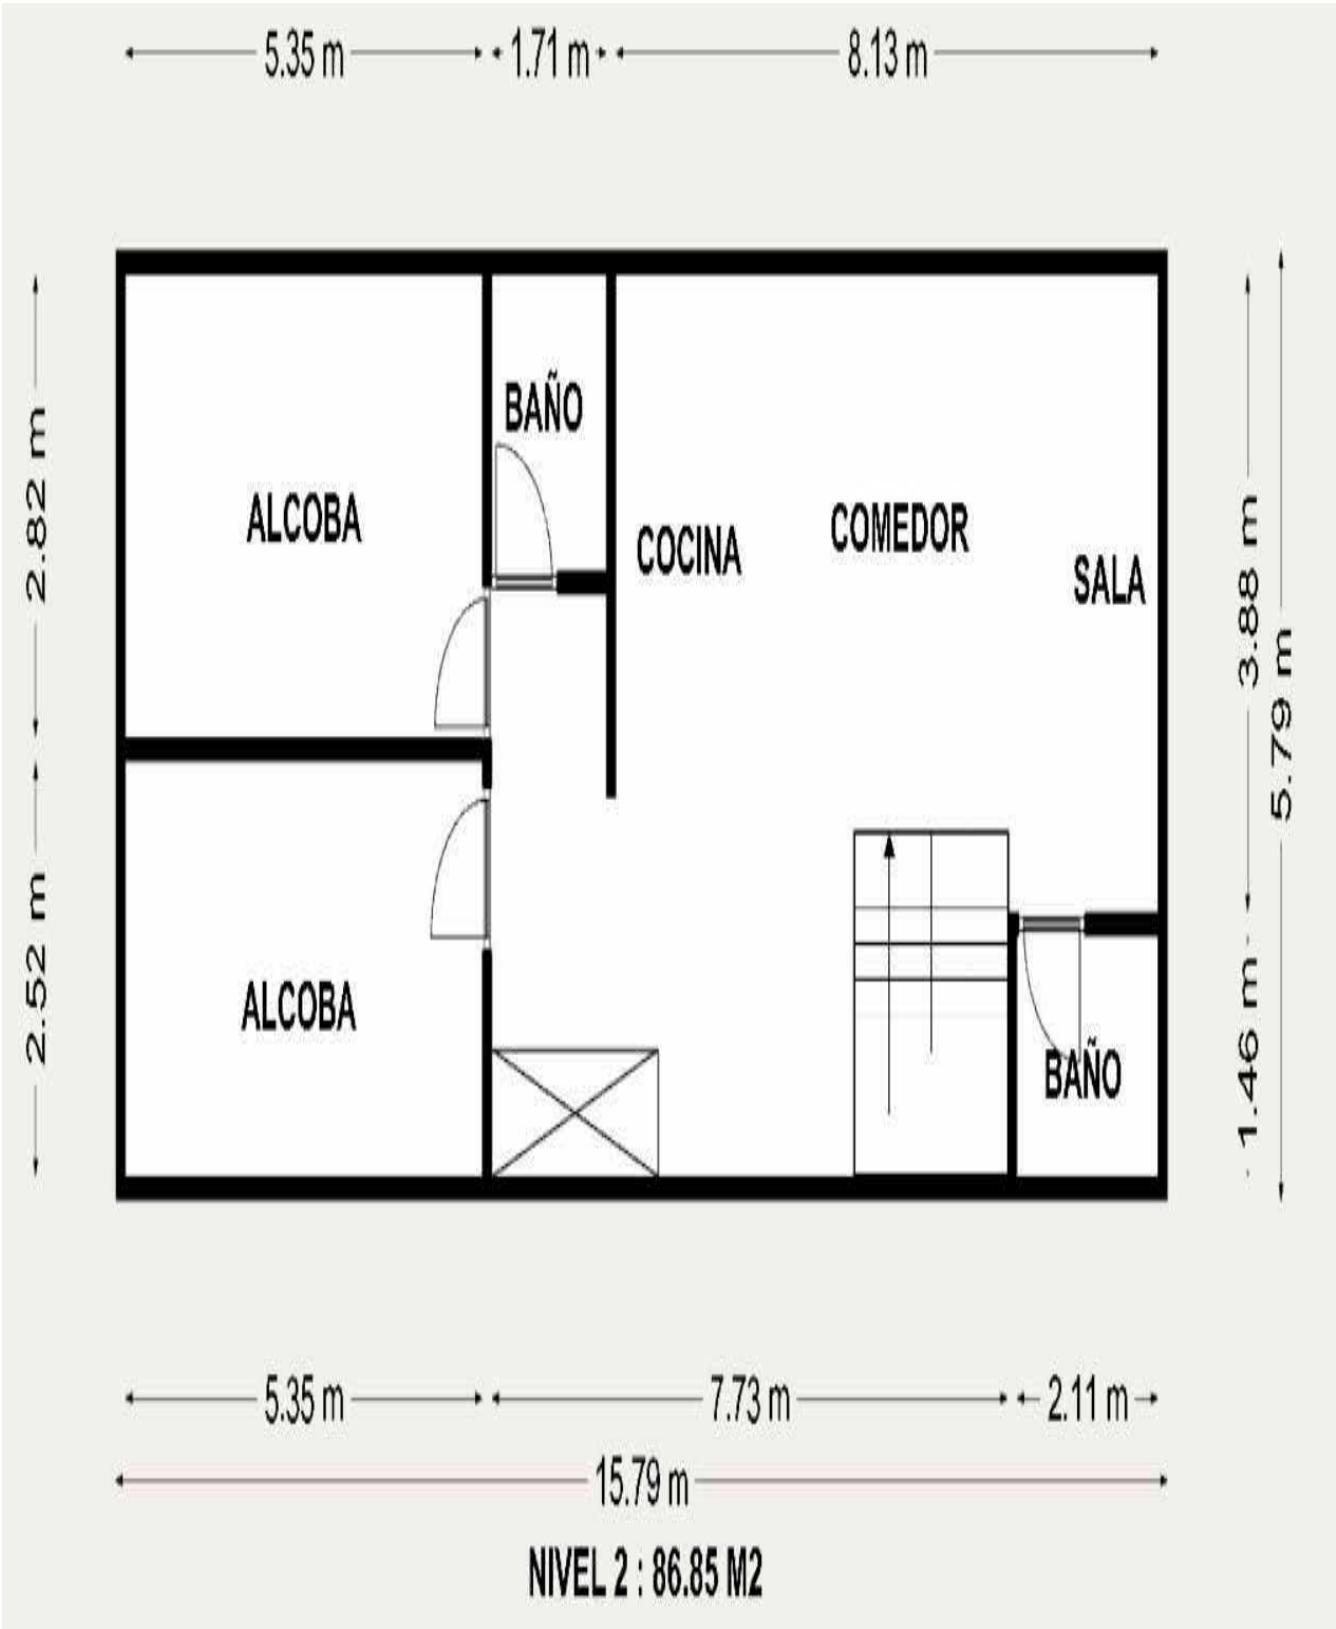 5.35 m 1.71 m 8.13 m
BAÑO
ALCOBA
COCINA
COMEDOR
SALA
2.82 m
2.52 m
3.88 m
5.79 m
1.46 m
ALCOBA
BAÑO
5.35 m 7.73 m 2.11 m
15.79 m
NIVEL 2 : 86.85 M2